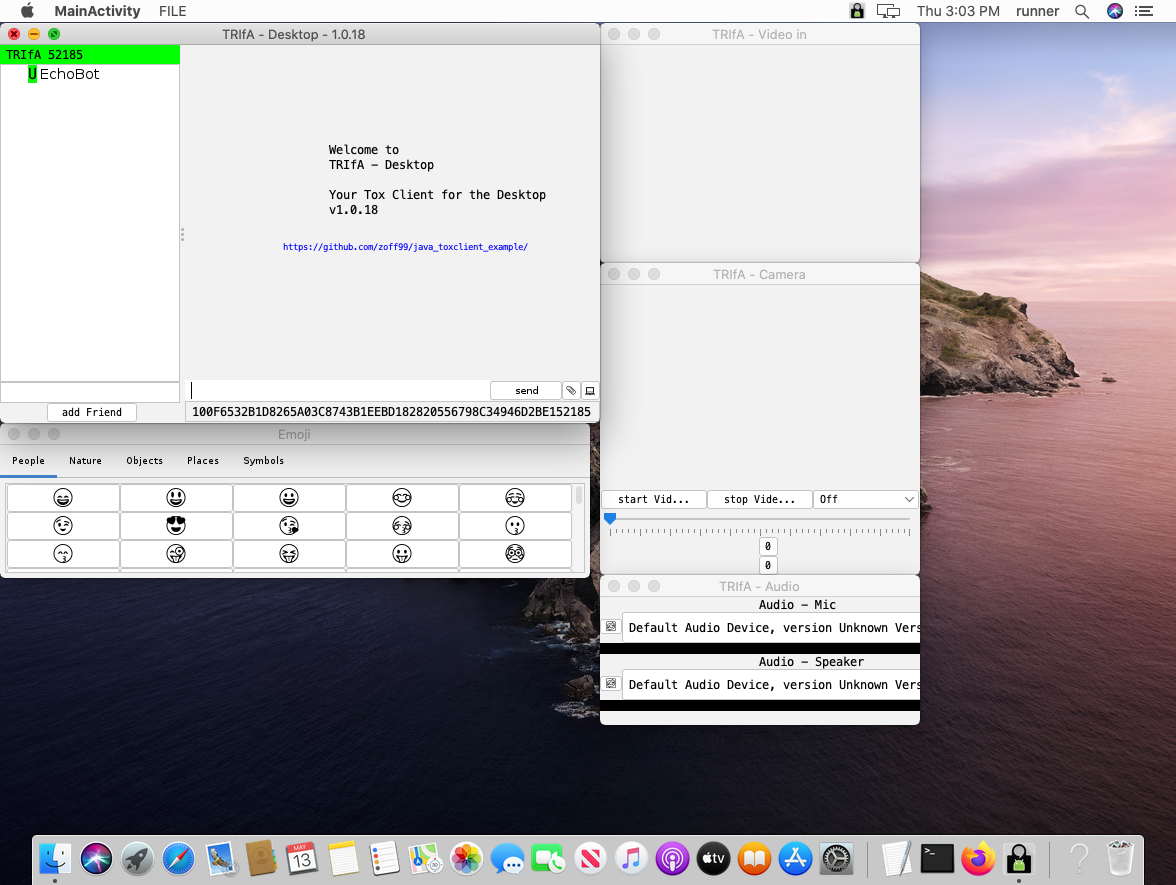 MainActivity FILE Thu 3:03 PM runner
TRIfA - Desktop - 1.0.18
TRIfA 52185
U EchoBot
Welcome to
TRIfA - Desktop
Your Tox Client for the Desktop
v1.0.18
https://github.com/zoff99/java_toxclient_example/
send
add Friend
100F6532B1D8265A03C8743B1EEBD182820556798C34946D2BE152185
Emoji
People Nature Objects Places Symbols
TRIfA - Video in
TRIfA - Camera
start Vid... stop Vide... Off
0
0
TRIfA - Audio
Audio - Mic
Default Audio Device, version Unknown Vers
Audio - Speaker
Default Audio Device, version Unknown Vers
MAY
13
tv